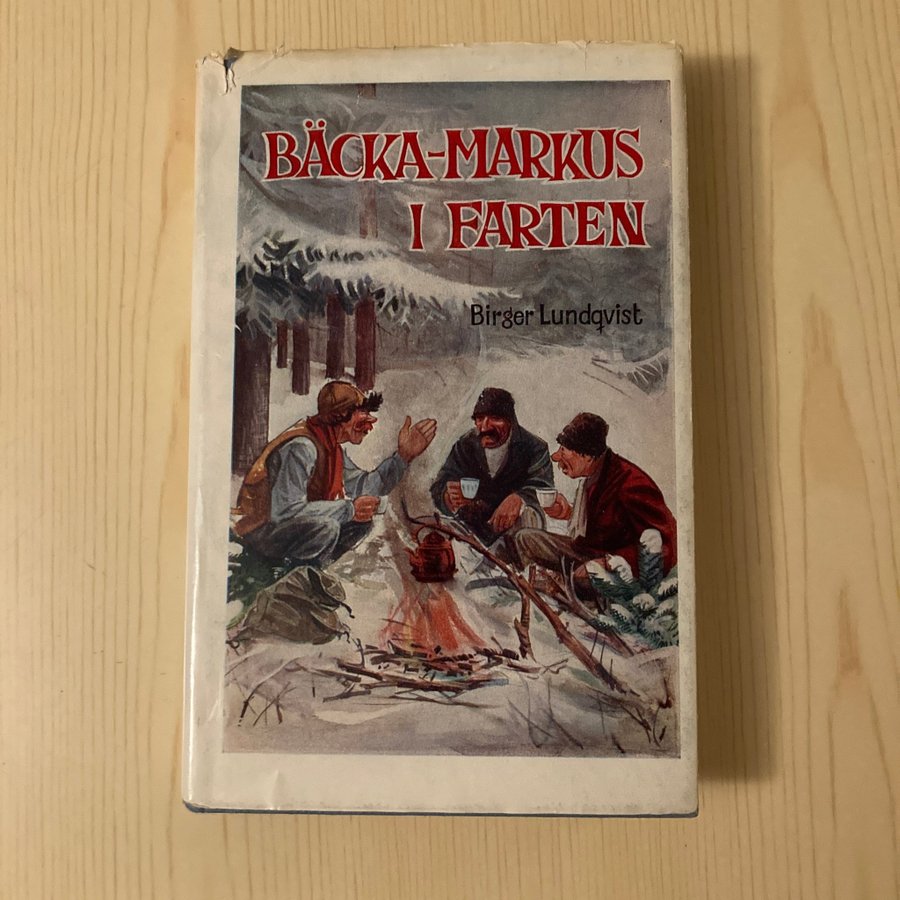 BÄCKA-MARKUS
I FARTEN
Birger Lundqvist